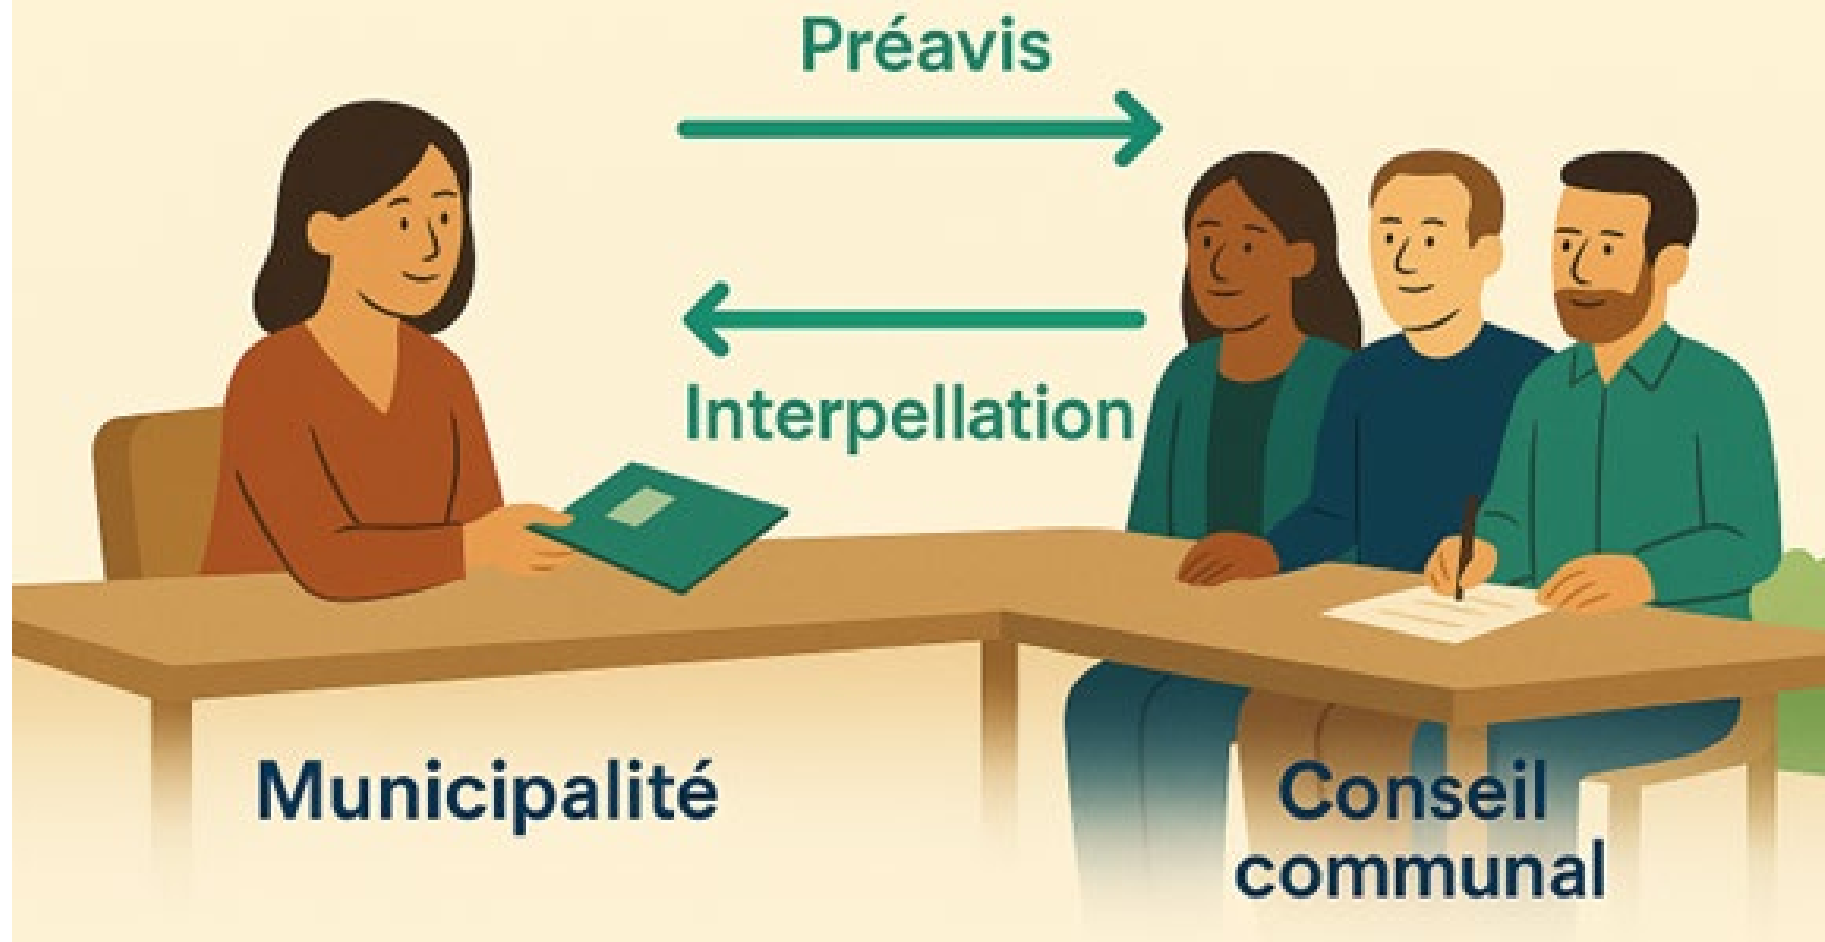 Préavis
Interpellation
Municipalité
Conseil
communal